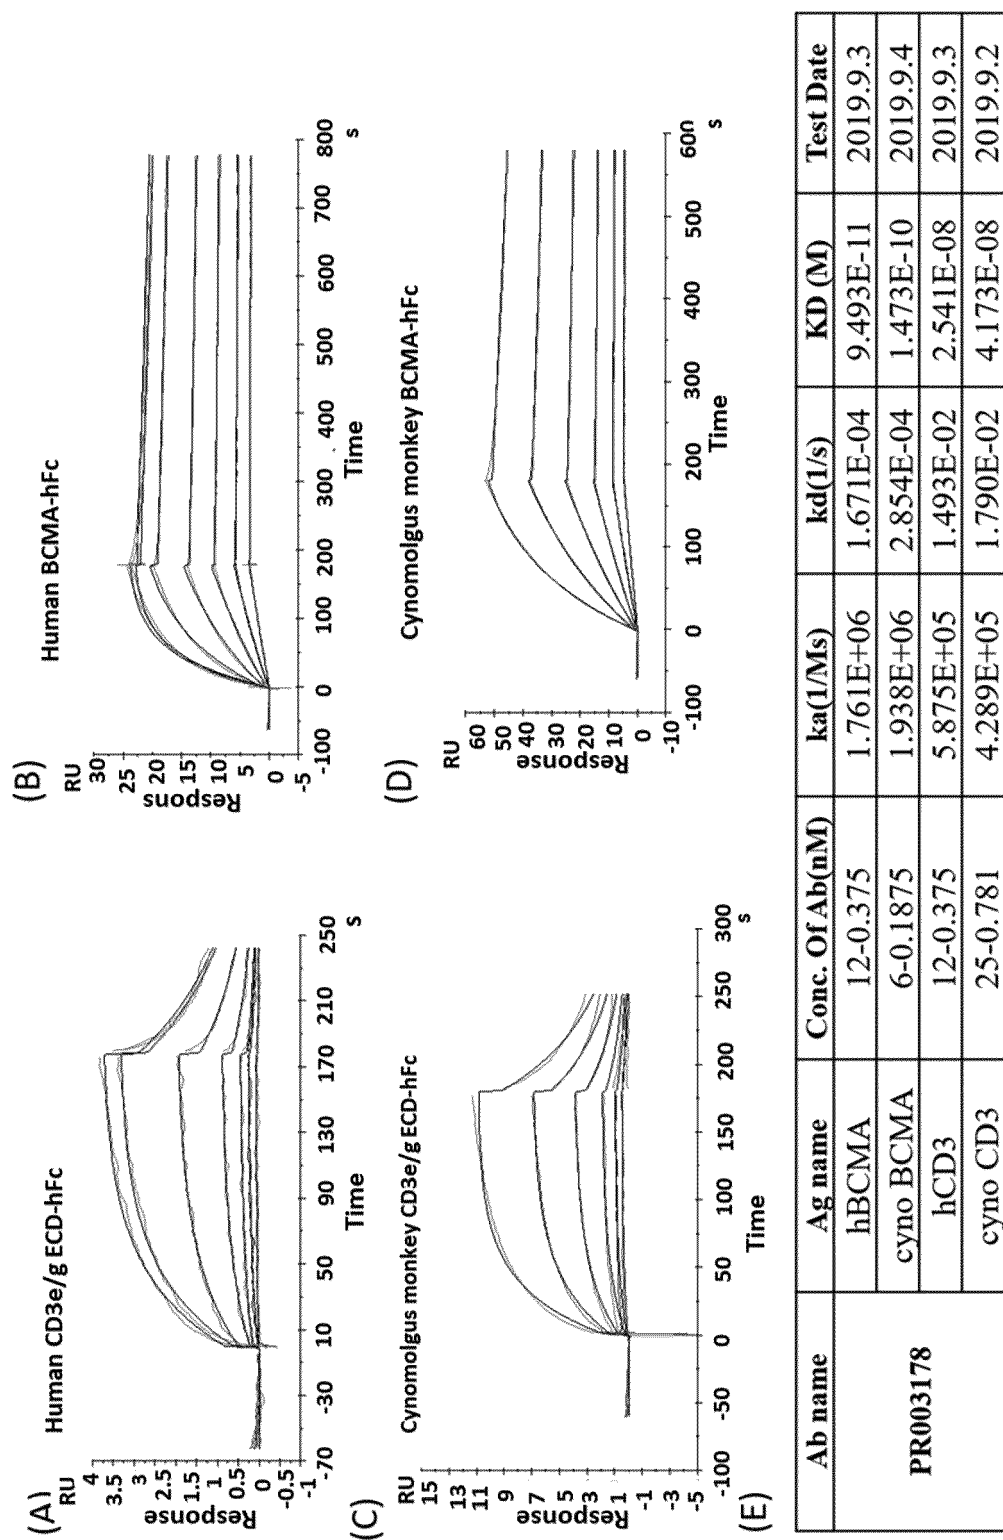 (A)
Human CD3e/g ECD-hFc
RU
4
3.5
3
2.5
2
1.5
1
0.5
0
-0.5
-1
Response
-70
-30
10
50
90
130
170
210
250
s
Time
(B)
Human BCMA-hFc
RU
30
25
20
15
10
5
0
-5
Respons
-100
0
100
200
300
400
500
600
700
800
s
Time
(C)
Cynomolgus monkey CD3e/g ECD-hFc
RU
15
13
11
9
7
5
3
1
-1
-3
-5
Response
-100
-50
0
50
100
150
200
250
300
s
Time
(D)
Cynomolgus monkey BCMA-hFc
RU
60
50
40
30
20
10
0
-10
Response
-100
0
100
200
300
400
500
600
s
Time
(E)
Ab name Ag name Conc. Of Ab(nM) ka(1/Ms) kd(1/s) KD (M) Test Date
PR003178 hBCMA 12-0.375 1.761E+06 1.671E-04 9.493E-11 2019.9.3
cyno BCMA 6-0.1875 1.938E+06 2.854E-04 1.473E-10 2019.9.4
hCD3 12-0.375 5.875E+05 1.493E-02 2.541E-08 2019.9.3
cyno CD3 25-0.781 4.289E+05 1.790E-02 4.173E-08 2019.9.2